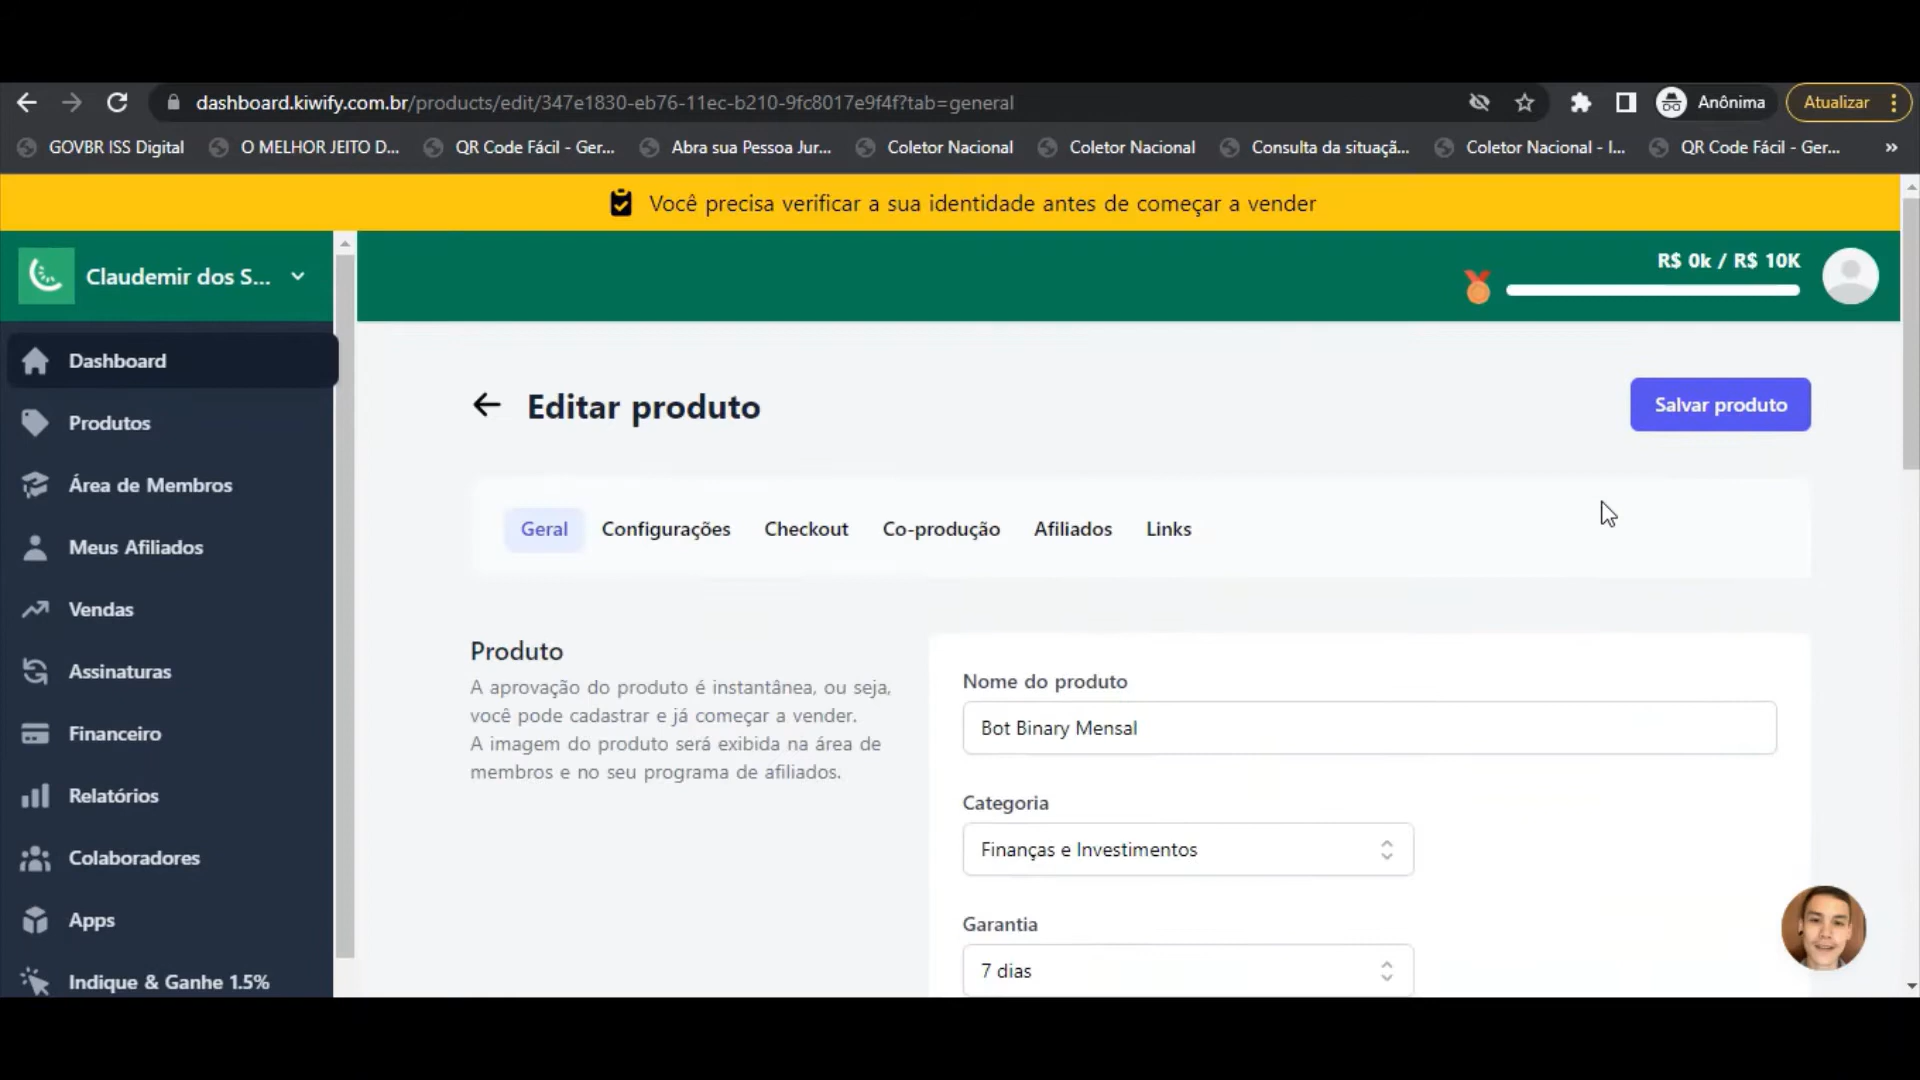 dashboard.kiwify.com.br/products/edit/347e1830-eb76-11ec-b210-9fc8017e9f4f?tab=general
Anônima
Atualizar
GOVBR ISS Digital
O MELHOR JEITO D...
QR Code Fácil - Ger...
Abra sua Pessoa Jur...
Coletor Nacional
Coletor Nacional
Consulta da situaçã...
Coletor Nacional - I...
QR Code Fácil - Ger...
»
Você precisa verificar a sua identidade antes de começar a vender
Claudemir dos S...
R$ 0k / R$ 10K
Dashboard
Produtos
Área de Membros
Meus Afiliados
Vendas
Assinaturas
Financeiro
Relatórios
Colaboradores
Apps
Indique & Ganhe 1.5%
Editar produto
Salvar produto
Geral
Configurações
Checkout
Co-produção
Afiliados
Links
Produto
A aprovação do produto é instantânea, ou seja,
você pode cadastrar e já começar a vender.
A imagem do produto será exibida na área de
membros e no seu programa de afiliados.
Nome do produto
Bot Binary Mensal
Categoria
Finanças e Investimentos
Garantia
7 dias